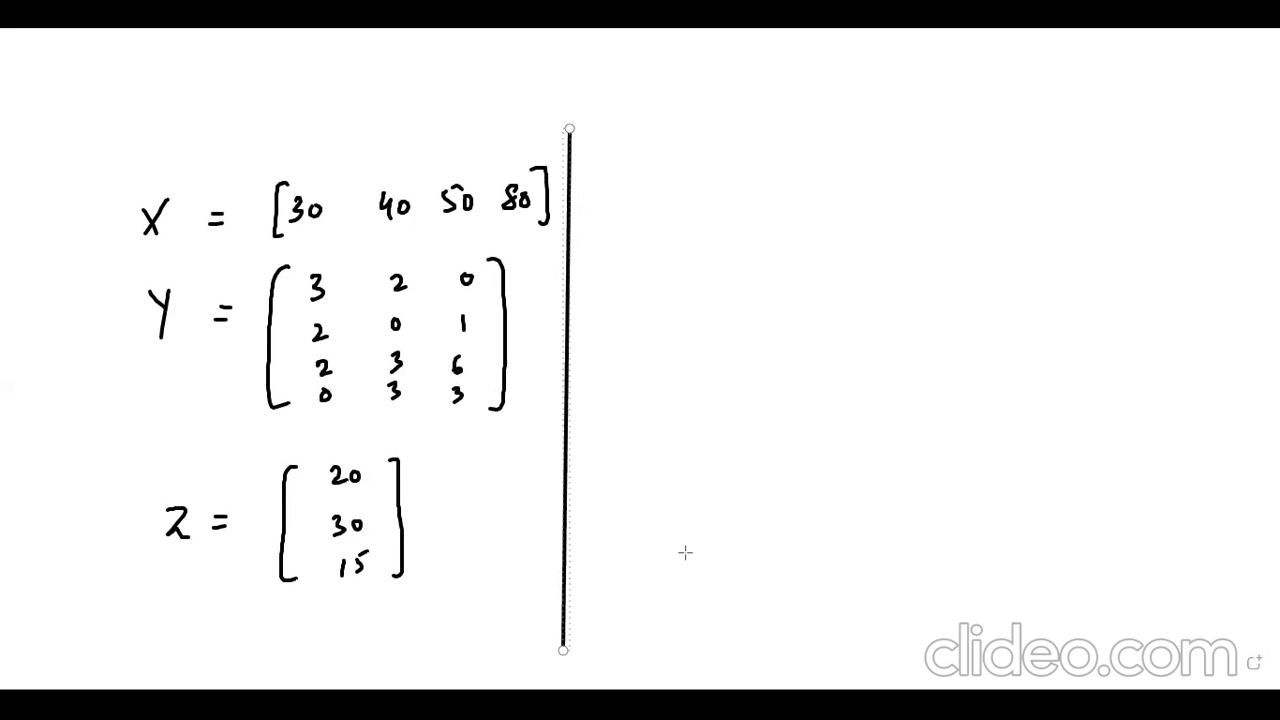 X = [30 40 50 80]
Y = [3 2 0
2 0 1
2 3 6
0 3 3]
Z = [20
30
15]
clideo.com